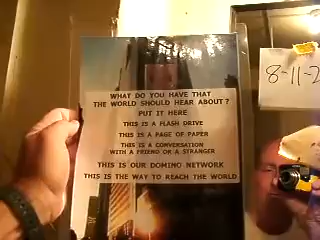 WHAT DO YOU HAVE THAT
THE WORLD SHOULD HEAR ABOUT?
PUT IT HERE
THIS IS A FLASH DRIVE
THIS IS A PAGE OF PAPER
THIS IS A CONVERSATION
WITH A FRIEND OR A STRANGER
THIS IS OUR DOMINO NETWORK
THIS IS THE WAY TO REACH THE WORLD
8-11-2